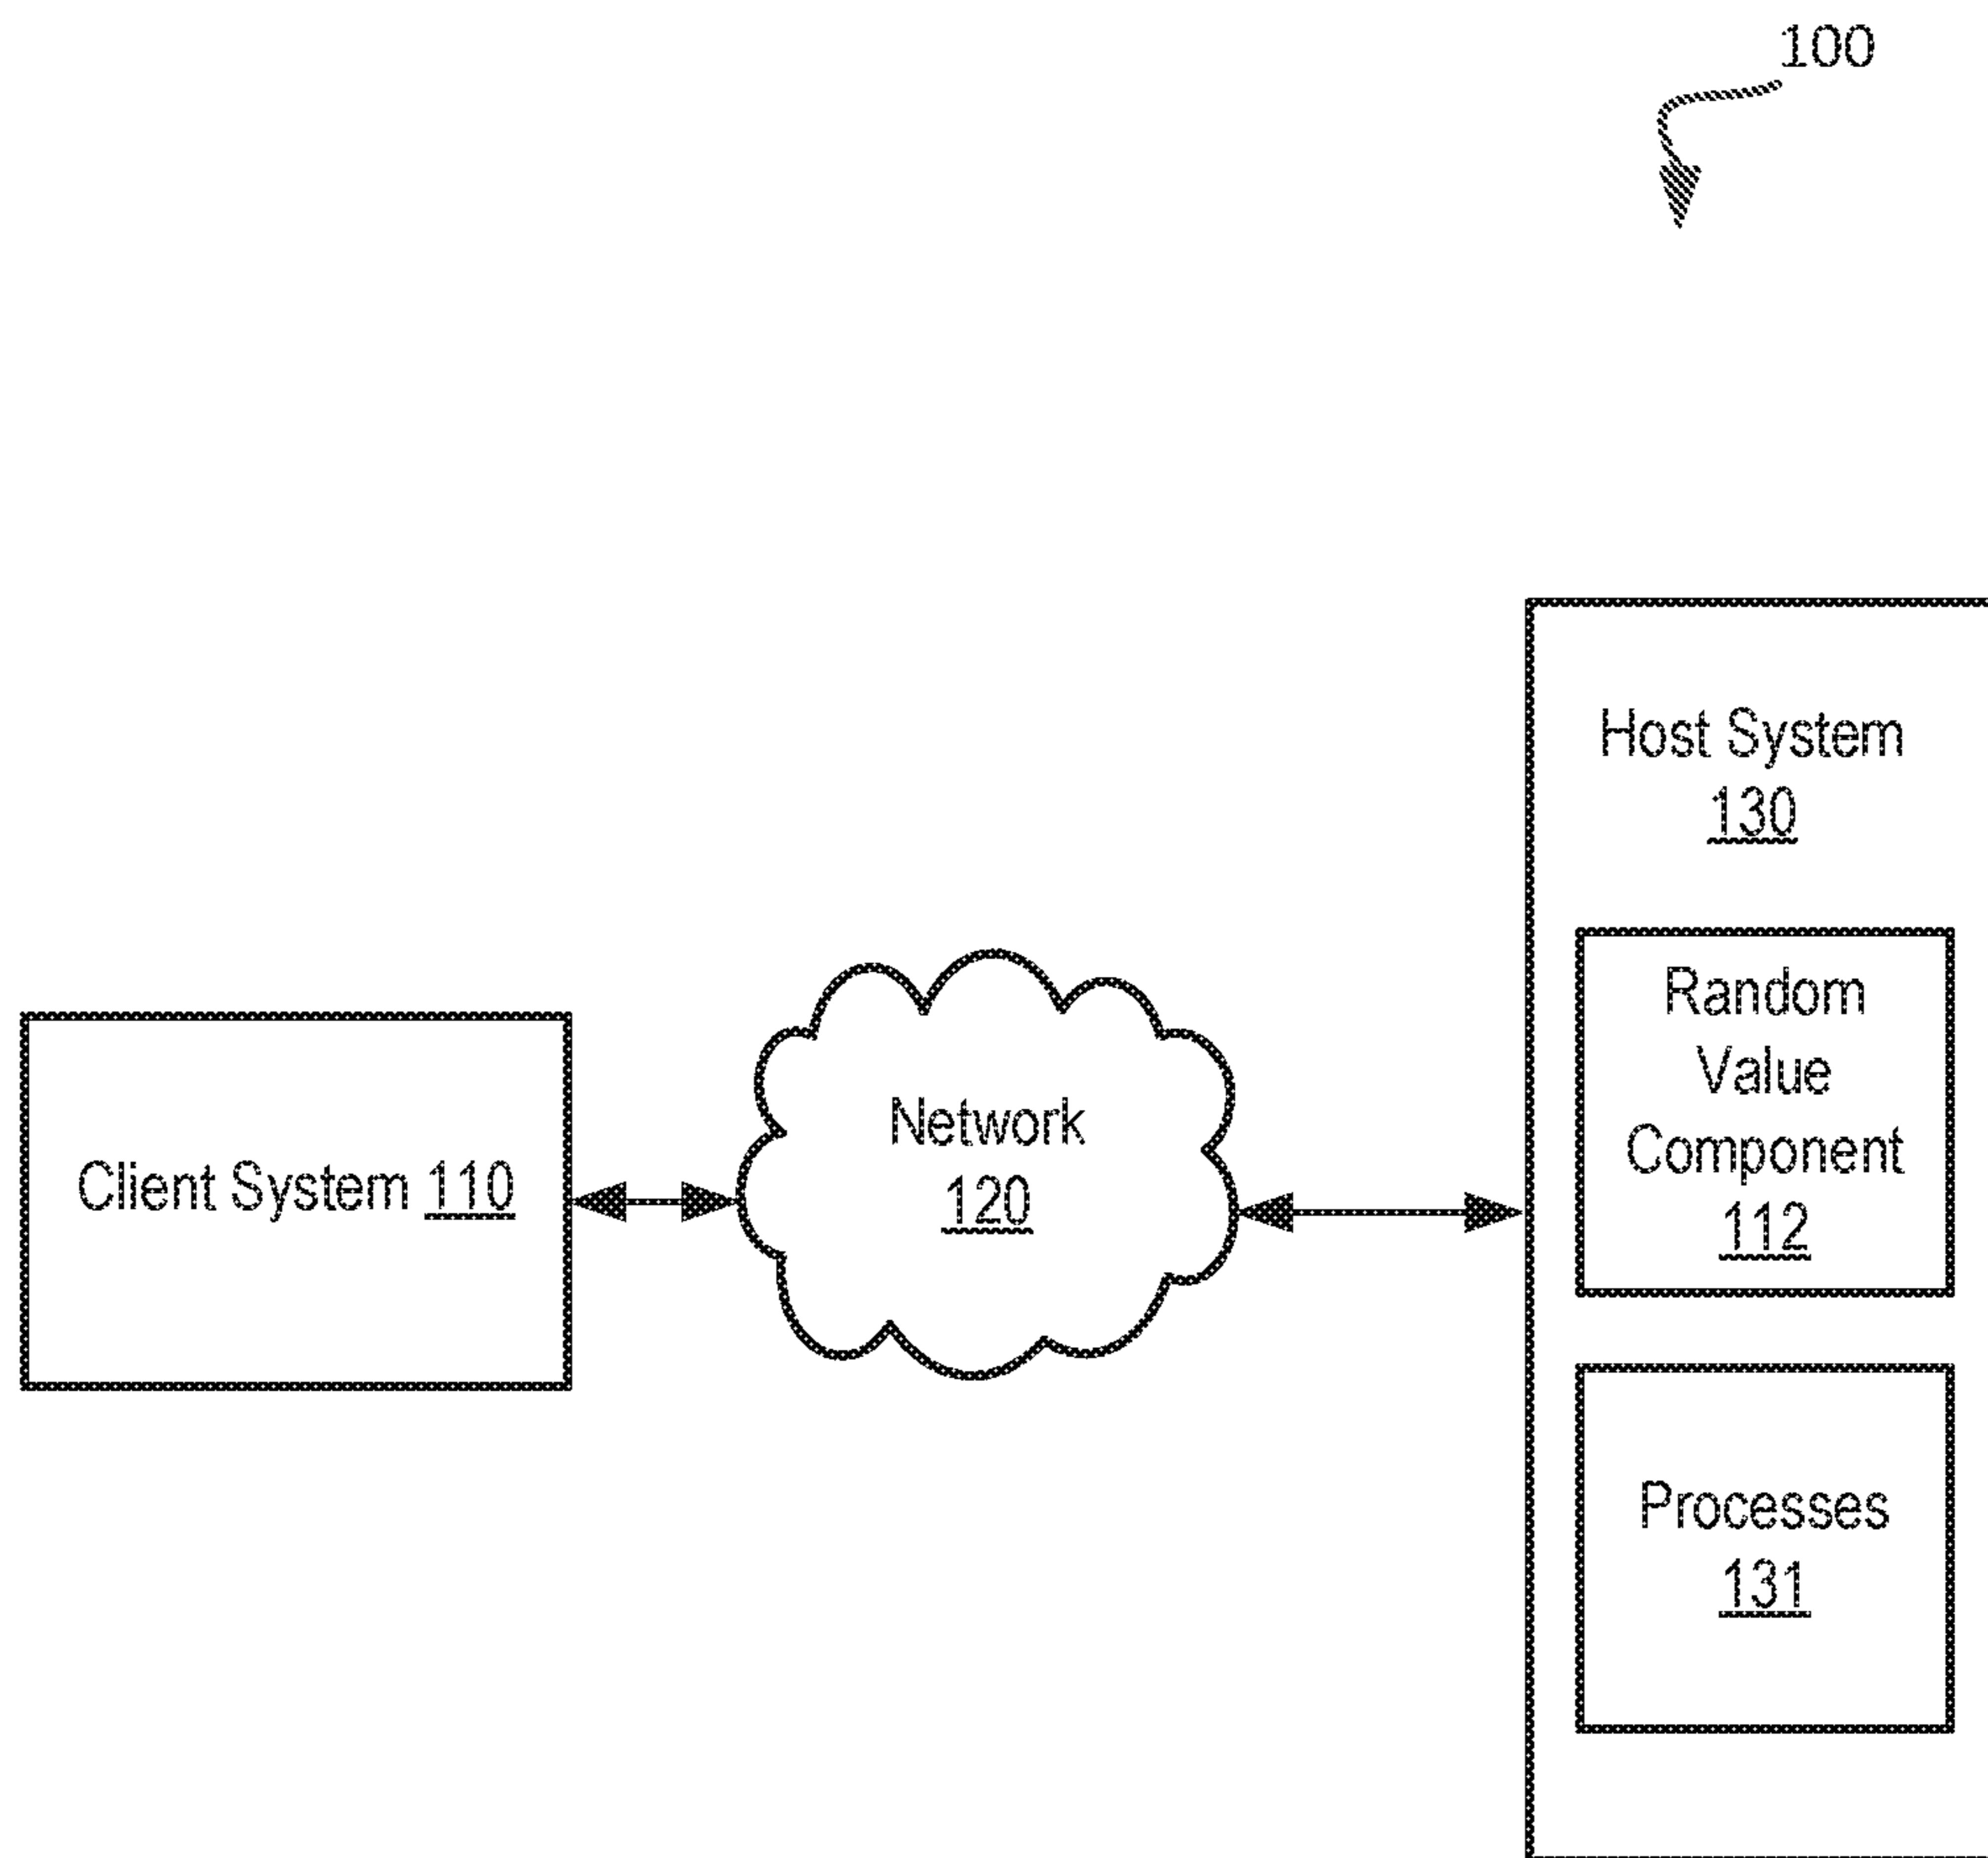 100
Host System
130
Random
Value
Component
112
Network
120
Client System 110
Processes
131